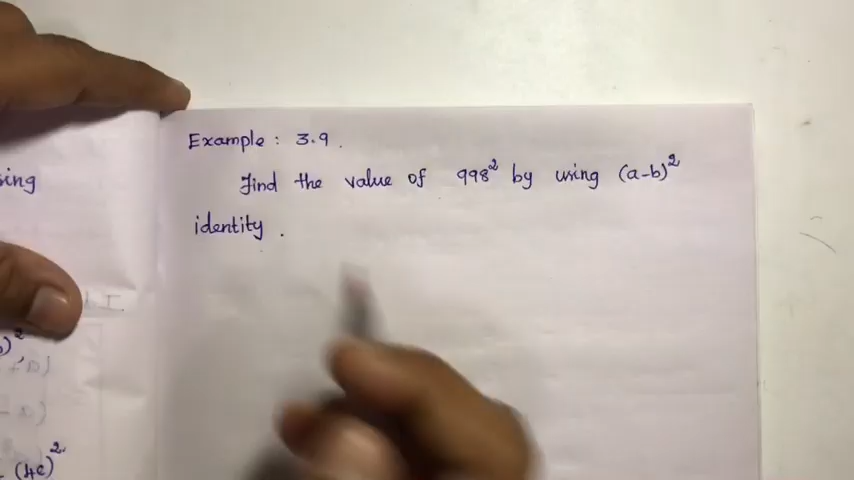 Example : 3.9.
Find the value of 998² by using (a-b)²
identity.
sing
(4c)²